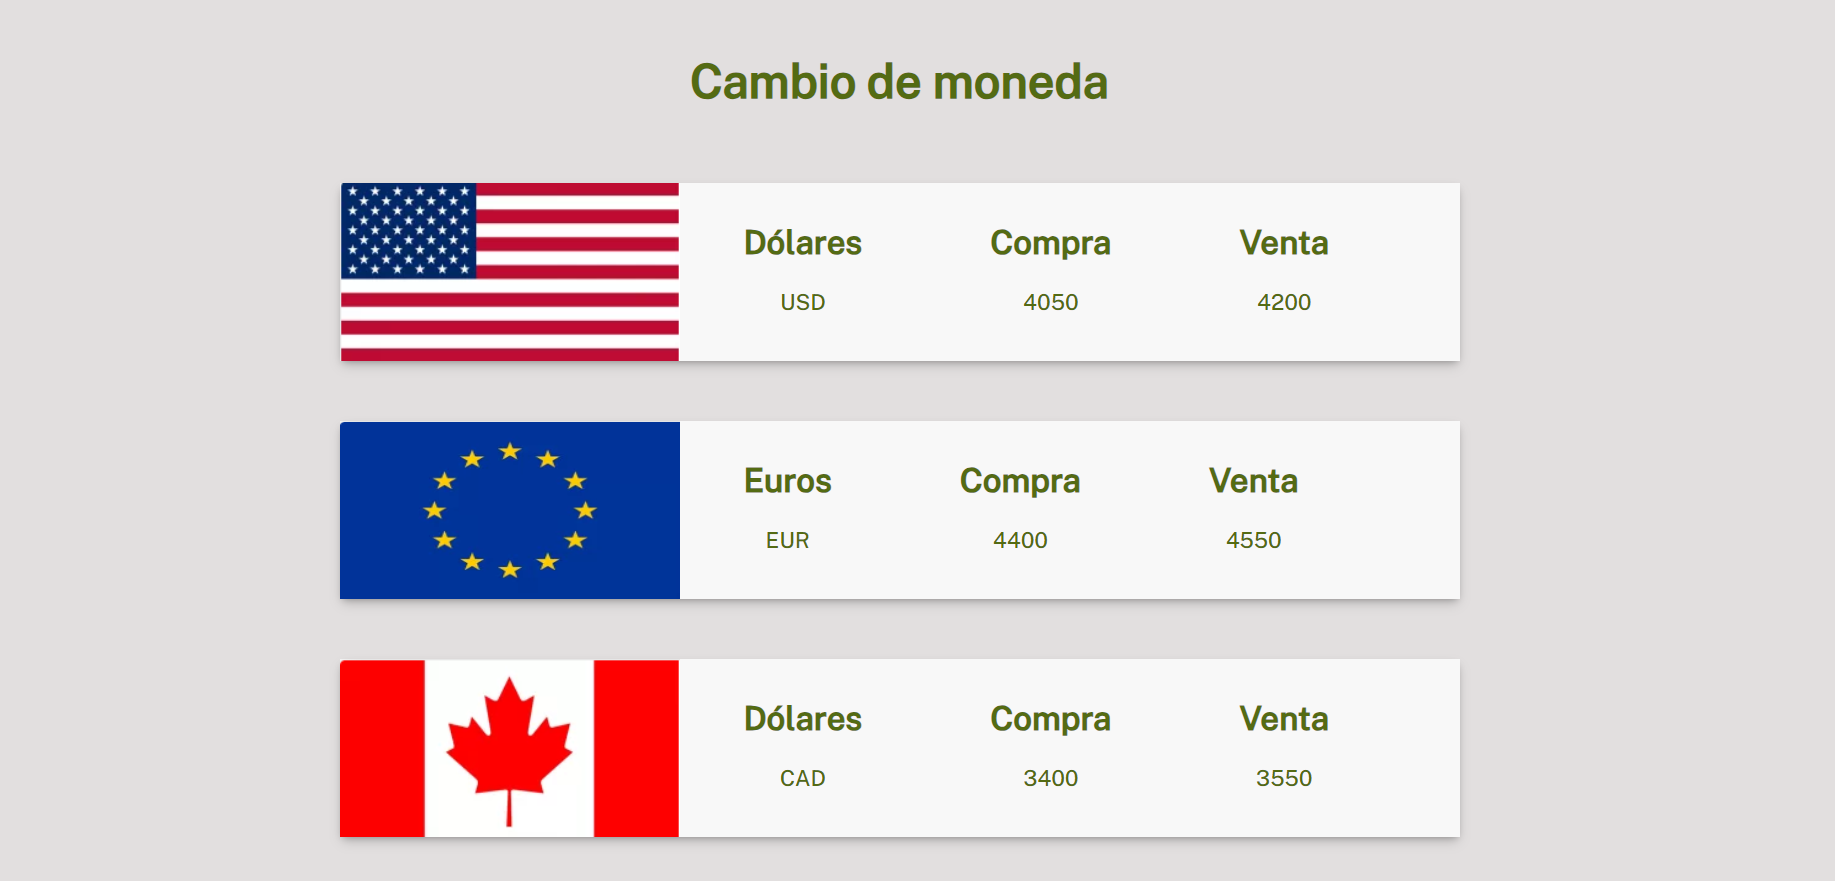 Cambio de moneda
Dólares Compra Venta
USD 4050 4200
Euros Compra Venta
EUR 4400 4550
Dólares Compra Venta
CAD 3400 3550